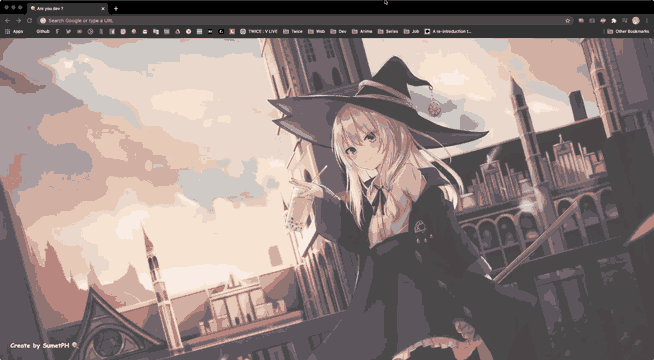 Are you dev ?
Search Google or type a URL
Apps
Github
TWICE : V LIVE
Twice
Web
Dev
Anime
Series
Job
A re-introduction t...
Other Bookmarks
Create by SumetPH